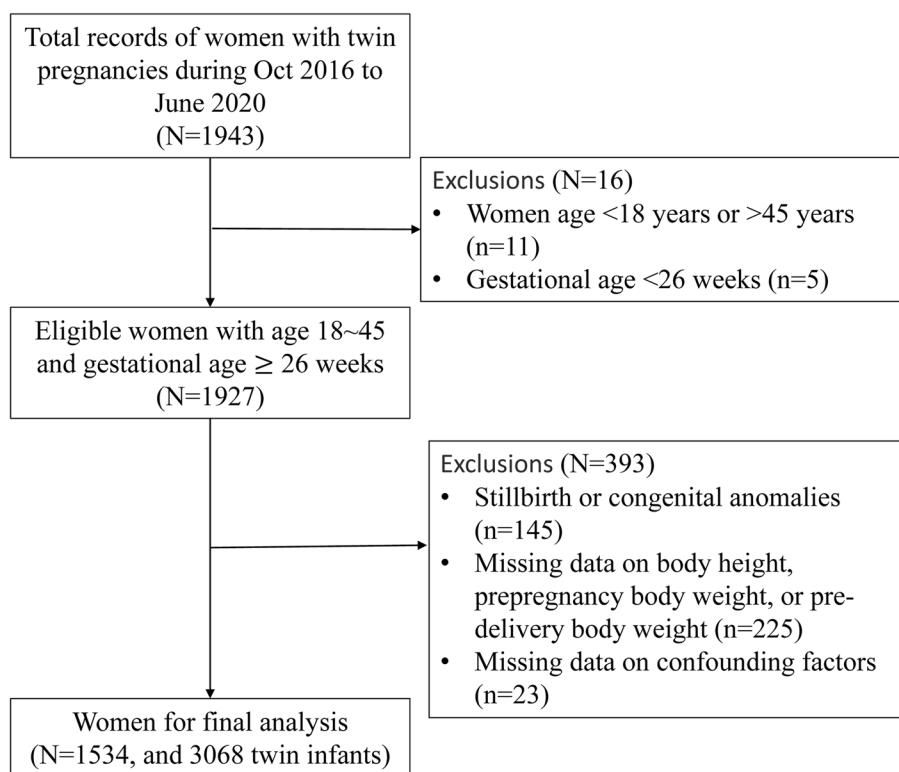 Total records of women with twin
pregnancies during Oct 2016 to
June 2020
(N=1943)
Exclusions (N=16)
• Women age <18 years or >45 years
(n=11)
• Gestational age <26 weeks (n=5)
Eligible women with age 18~45
and gestational age ≥ 26 weeks
(N=1927)
Exclusions (N=393)
• Stillbirth or congenital anomalies
(n=145)
• Missing data on body height,
prepregnancy body weight, or pre-
delivery body weight (n=225)
• Missing data on confounding factors
(n=23)
Women for final analysis
(N=1534, and 3068 twin infants)